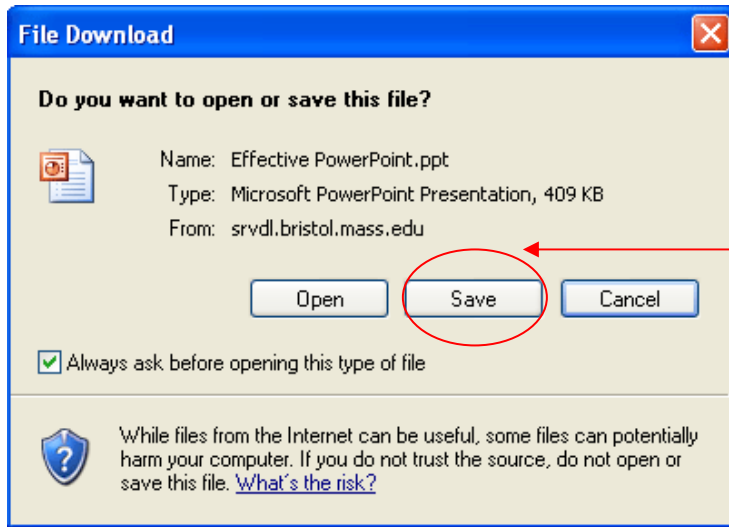 File Download
Do you want to open or save this file?
Name: Effective PowerPoint.ppt
Type: Microsoft PowerPoint Presentation, 409 KB
From: srvdl.bristol.mass.edu
Open Save Cancel
Always ask before opening this type of file
While files from the Internet can be useful, some files can potentially
harm your computer. If you do not trust the source, do not open or
save this file. What's the risk?